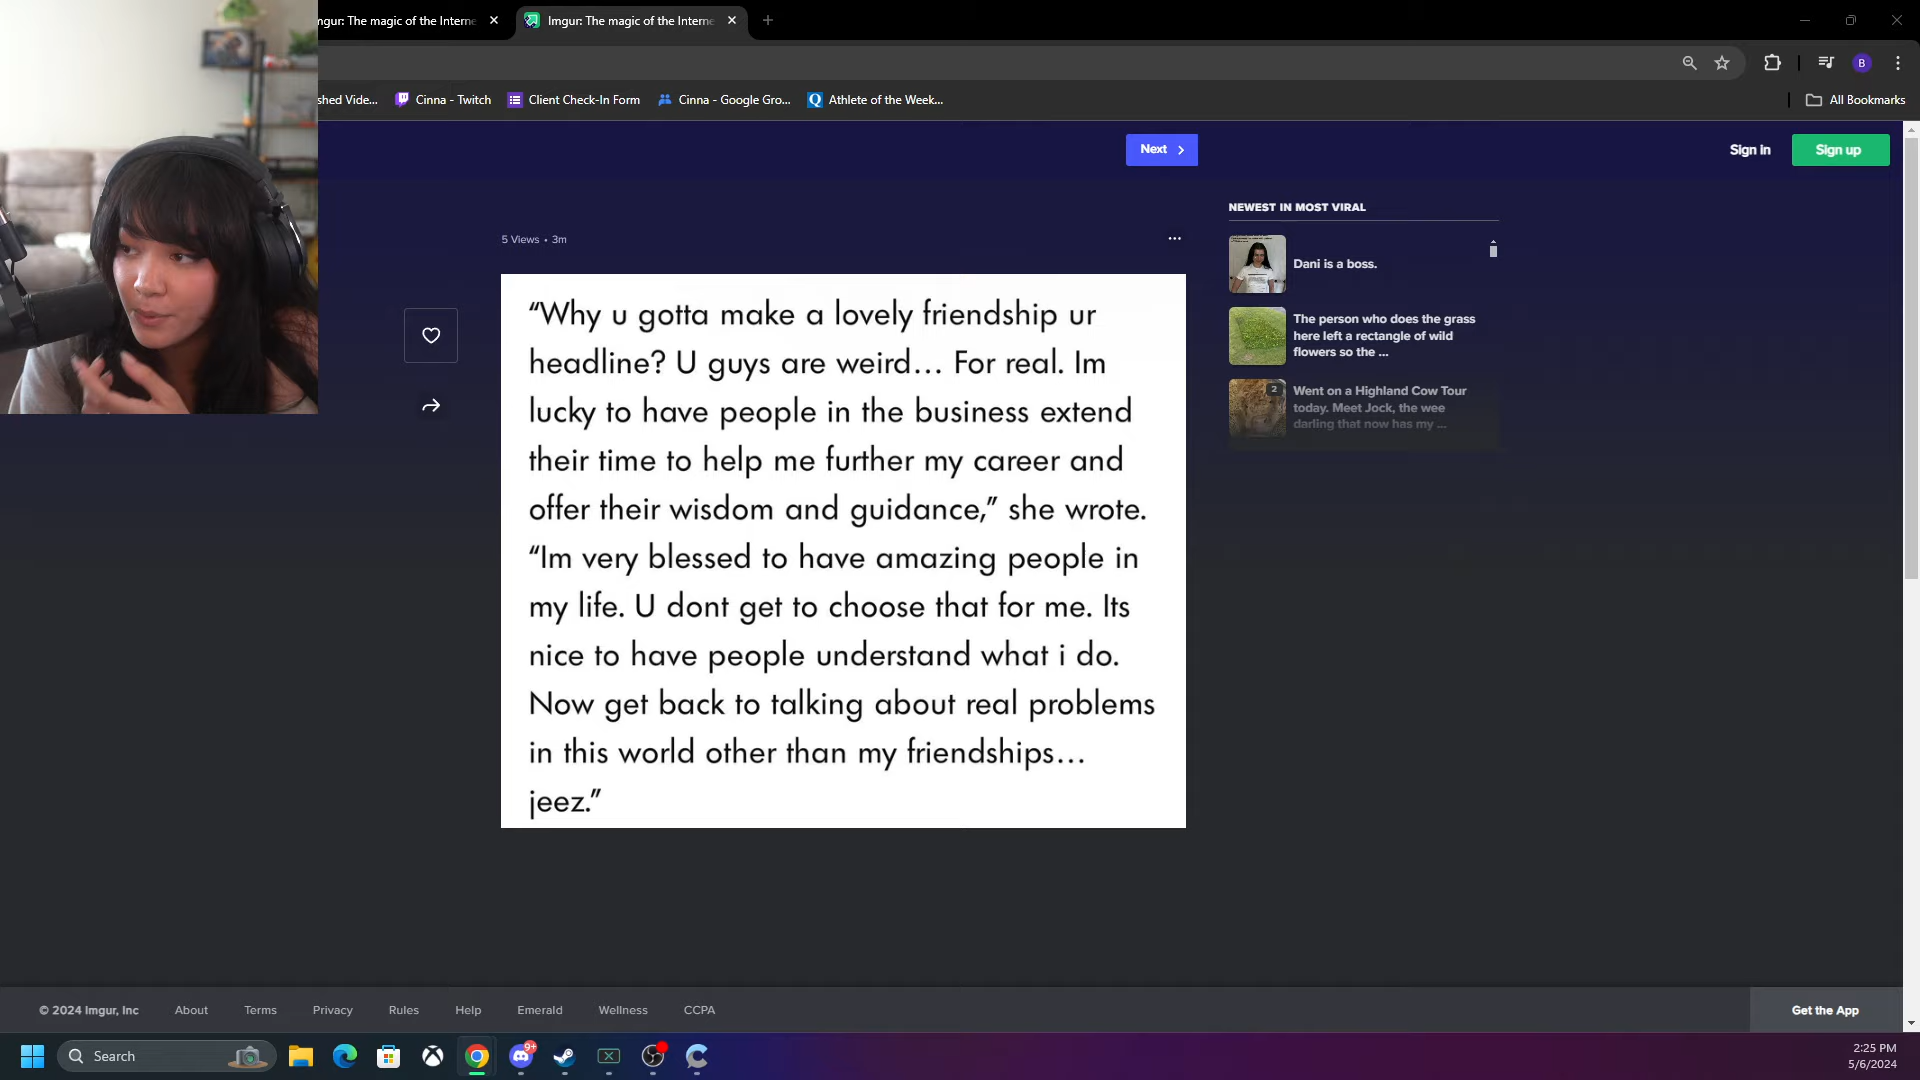 mgur: The magic of the Interne
Imgur: The magic of the Interne
B
shed Vide...
Cinna - Twitch
Client Check-In Form
Cinna - Google Gro...
Athlete of the Week...
All Bookmarks
Next
Sign in
Sign up
5 Views • 3m
NEWEST IN MOST VIRAL
Dani is a boss.
The person who does the grass
here left a rectangle of wild
flowers so the ...
2
Went on a Highland Cow Tour
today. Meet Jock, the wee
darling that now has my ...
“Why u gotta make a lovely friendship ur
headline? U guys are weird… For real. Im
lucky to have people in the business extend
their time to help me further my career and
offer their wisdom and guidance,” she wrote.
“Im very blessed to have amazing people in
my life. U dont get to choose that for me. Its
nice to have people understand what i do.
Now get back to talking about real problems
in this world other than my friendships…
jeez.”
© 2024 Imgur, Inc
About
Terms
Privacy
Rules
Help
Emerald
Wellness
CCPA
Get the App
Search
9+
2:25 PM
5/6/2024